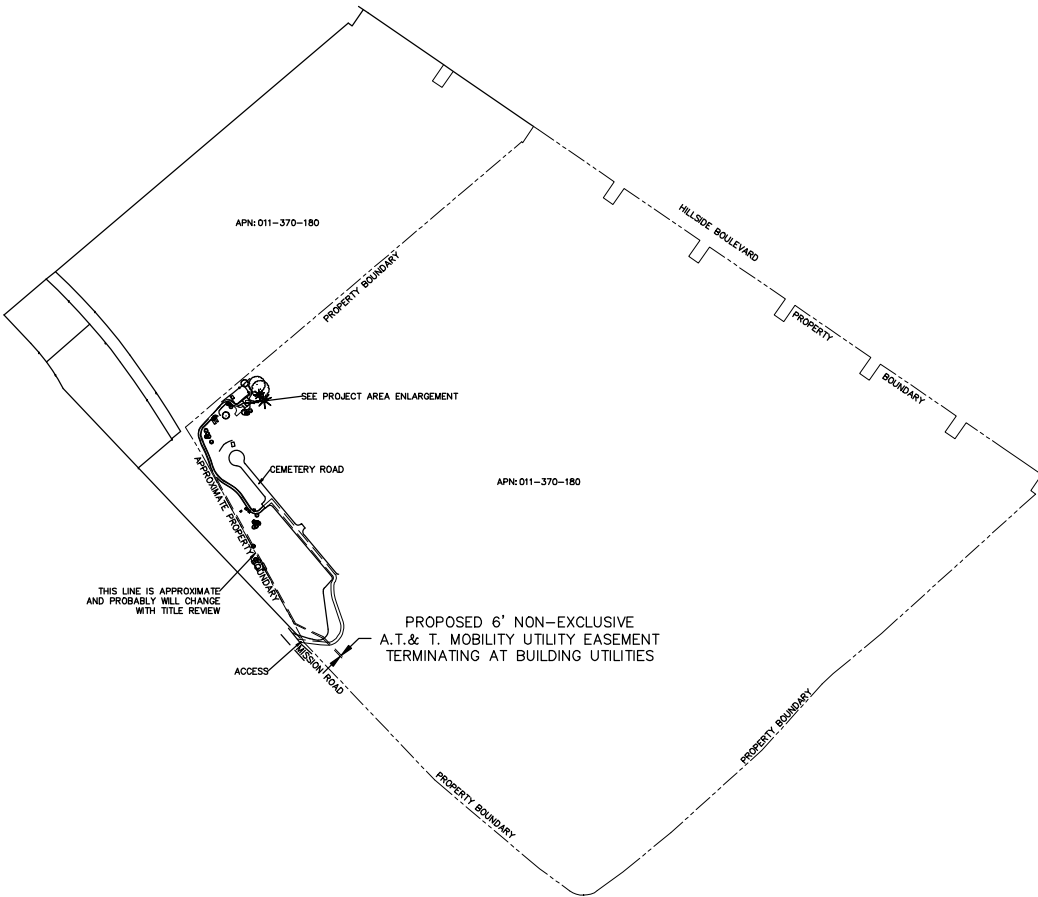 APN: 011-370-180
HILLSIDE BOULEVARD
PROPERTY BOUNDARY
PROPERTY
BOUNDARY
SEE PROJECT AREA ENLARGEMENT
CEMETERY ROAD
APN: 011-370-180
APPROXIMATE PROPERTY BOUNDARY
THIS LINE IS APPROXIMATE
AND PROBABLY WILL CHANGE
WITH TITLE REVIEW
PROPOSED 6' NON-EXCLUSIVE
A.T.& T. MOBILITY UTILITY EASEMENT
TERMINATING AT BUILDING UTILITIES
ACCESS
MISSION ROAD
PROPERTY BOUNDARY
PROPERTY BOUNDARY